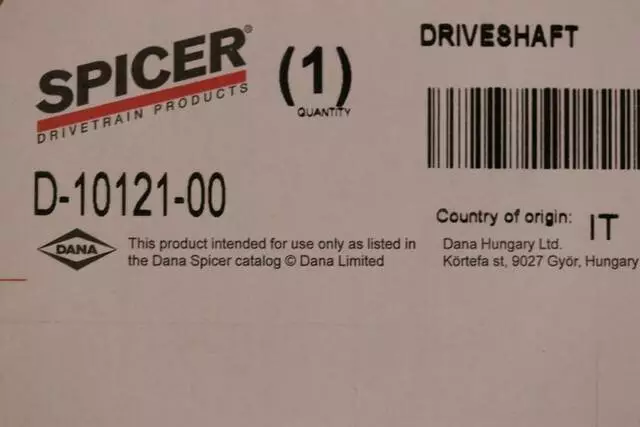 SPICER®
DRIVETRAIN PRODUCTS
(1)
QUANTITY
DRIVESHAFT
D-10121-00
Country of origin: IT
DANA
This product intended for use only as listed in
the Dana Spicer catalog © Dana Limited
Dana Hungary Ltd.
Körtefa st, 9027 Győr, Hungary